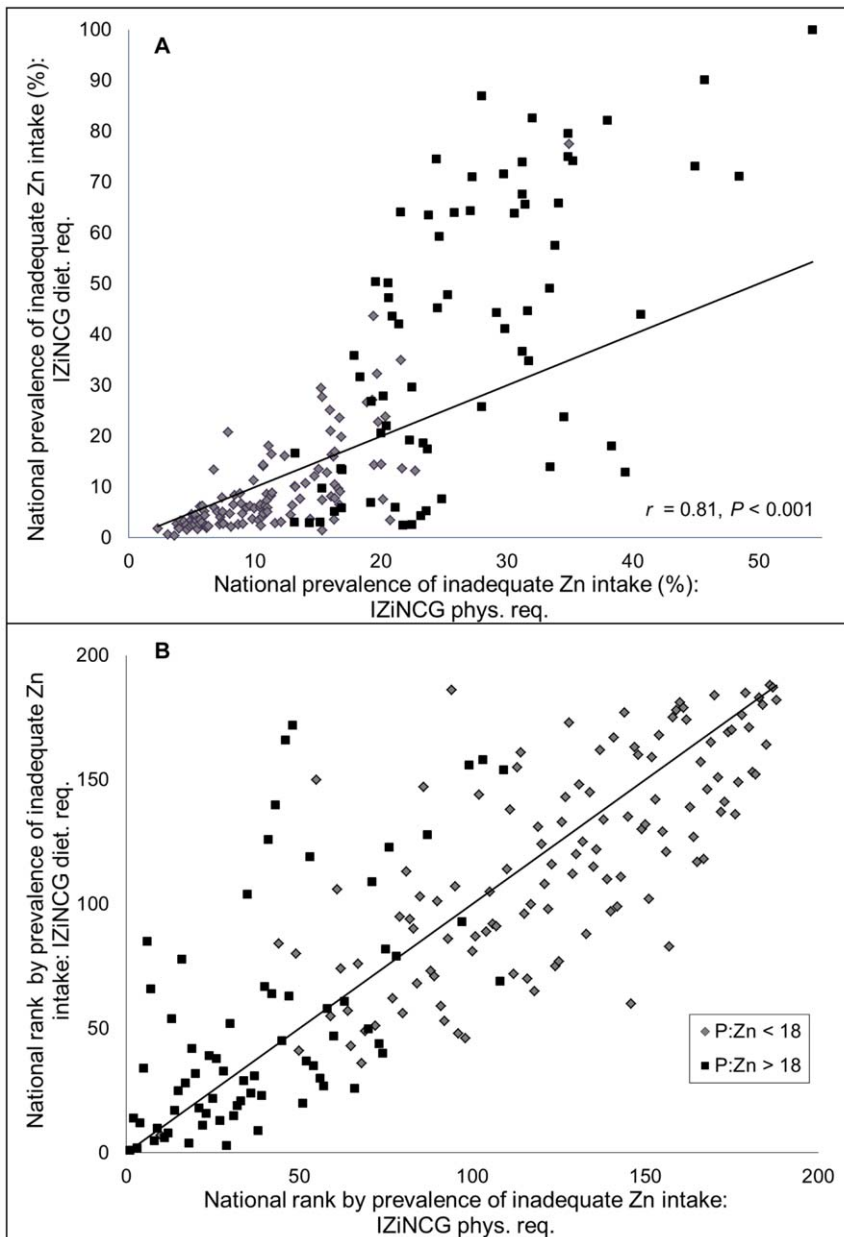 A
National prevalence of inadequate Zn intake (%):
IZiNCG diet. req.
100
90
80
70
60
50
40
30
20
10
0
r = 0.81, P < 0.001
0
10
20
30
40
50
National prevalence of inadequate Zn intake (%):
IZiNCG phys. req.
B
National rank by prevalence of inadequate Zn
intake: IZiNCG diet. req.
200
150
100
50
0
P:Zn < 18
P:Zn > 18
0
50
100
150
200
National rank by prevalence of inadequate Zn intake:
IZiNCG phys. req.